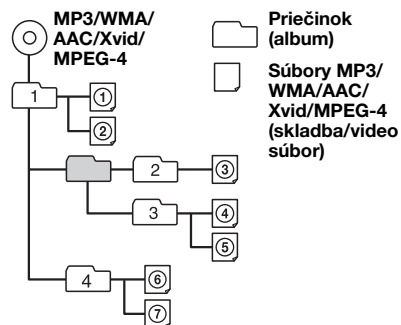 MP3/WMA/
AAC/Xvid/
MPEG-4
Priečinok
(album)
Súbory MP3/
WMA/AAC/
Xvid/MPEG-4
(skladba/video
súbor)
1
①
②
2
③
3
④
⑤
4
⑥
⑦